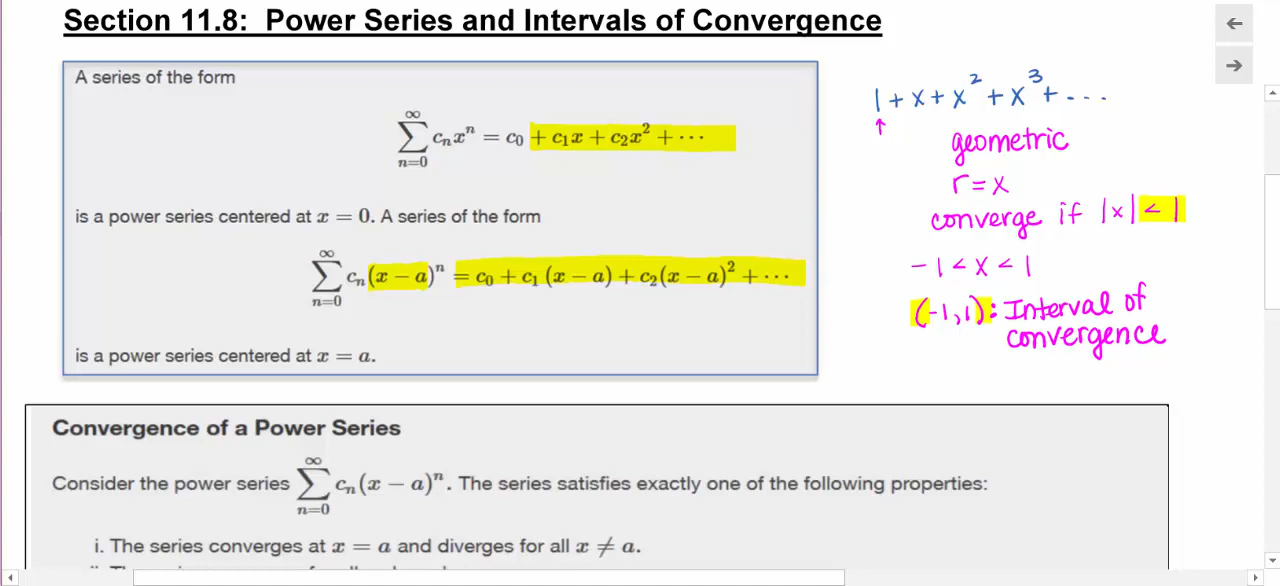 Section 11.8: Power Series and Intervals of Convergence
A series of the form
∞
∑ cₙxⁿ = c₀ + c₁x + c₂x² + ⋯
n=0
is a power series centered at x = 0. A series of the form
∞
∑ cₙ(x − a)ⁿ = c₀ + c₁ (x − a) + c₂(x − a)² + ⋯
n=0
is a power series centered at x = a.
1 + x + x² + x³ + ...
↑
geometric
r = x
converge if |x| < 1
-1 < x < 1
(-1,1): Interval of
convergence
Convergence of a Power Series
∞
Consider the power series ∑ cₙ(x − a)ⁿ. The series satisfies exactly one of the following properties:
n=0
i. The series converges at x = a and diverges for all x ≠ a.